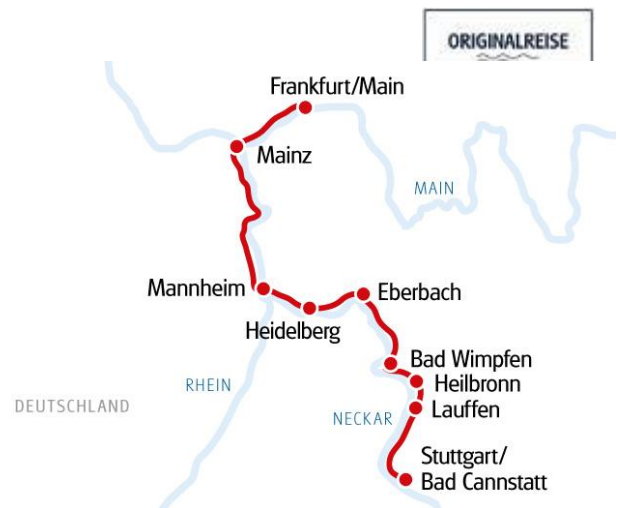 ORIGINALREISE
Frankfurt/Main
Mainz
MAIN
Mannheim
Eberbach
Heidelberg
Bad Wimpfen
RHEIN
Heilbronn
DEUTSCHLAND
Lauffen
NECKAR
Stuttgart/
Bad Cannstatt